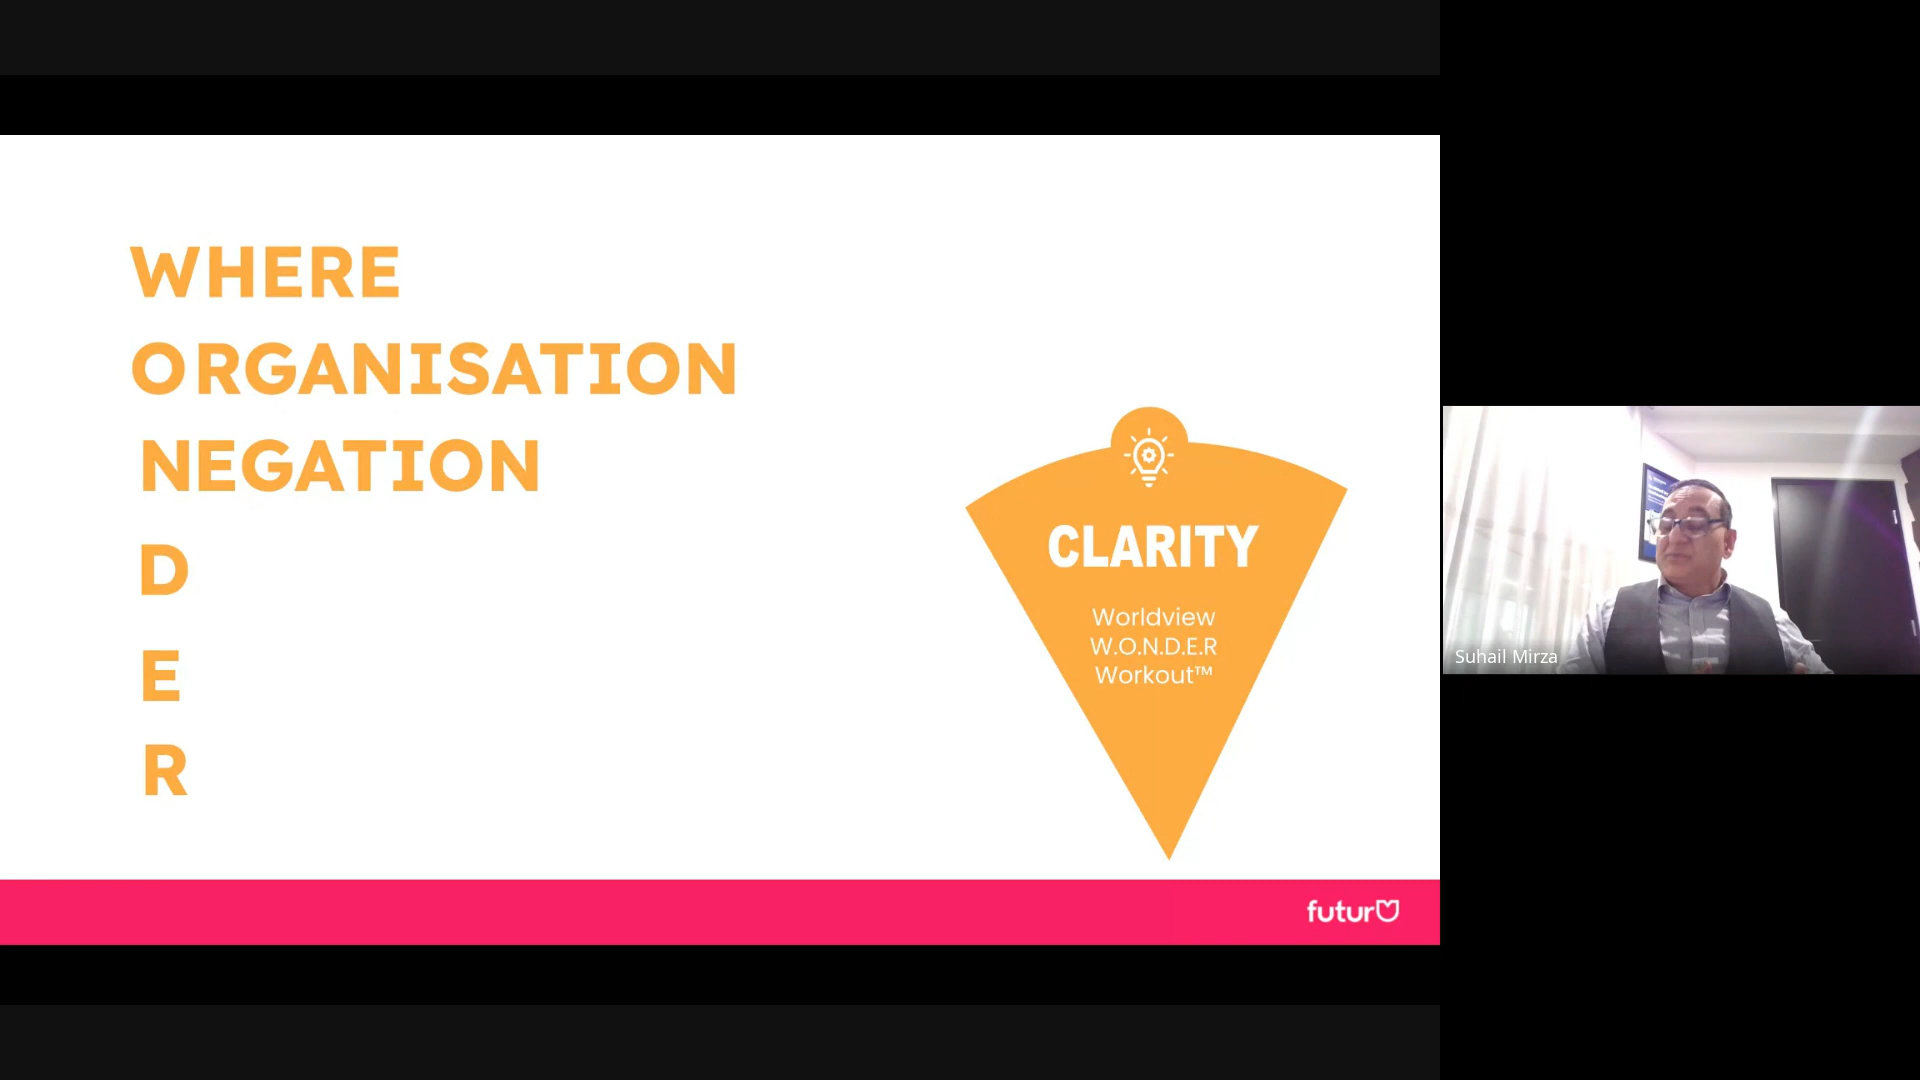 WHERE
ORGANISATION
NEGATION
D
E
R
CLARITY
Worldview
W.O.N.D.E.R
Workout™
futur
Suhail Mirza